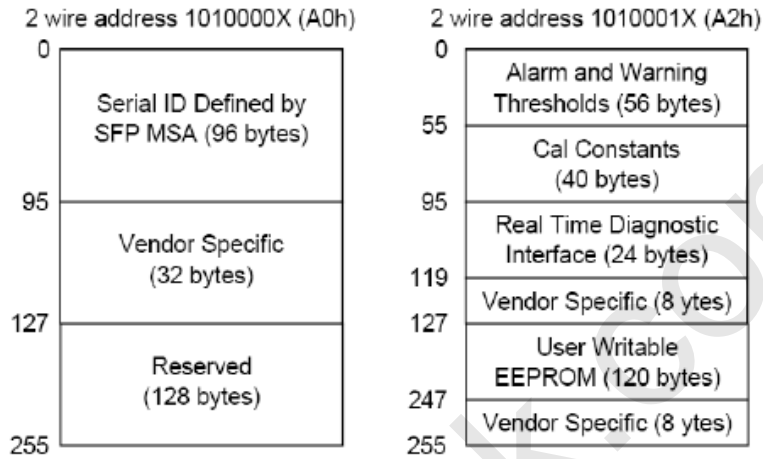 2 wire address 1010000X (A0h)
0
Serial ID Defined by
SFP MSA (96 bytes)
95
Vendor Specific
(32 bytes)
127
Reserved
(128 bytes)
255
2 wire address 1010001X (A2h)
0
Alarm and Warning
Thresholds (56 bytes)
55
Cal Constants
(40 bytes)
95
Real Time Diagnostic
Interface (24 bytes)
119
Vendor Specific (8 ytes)
127
User Writable
EEPROM (120 bytes)
247
Vendor Specific (8 ytes)
255